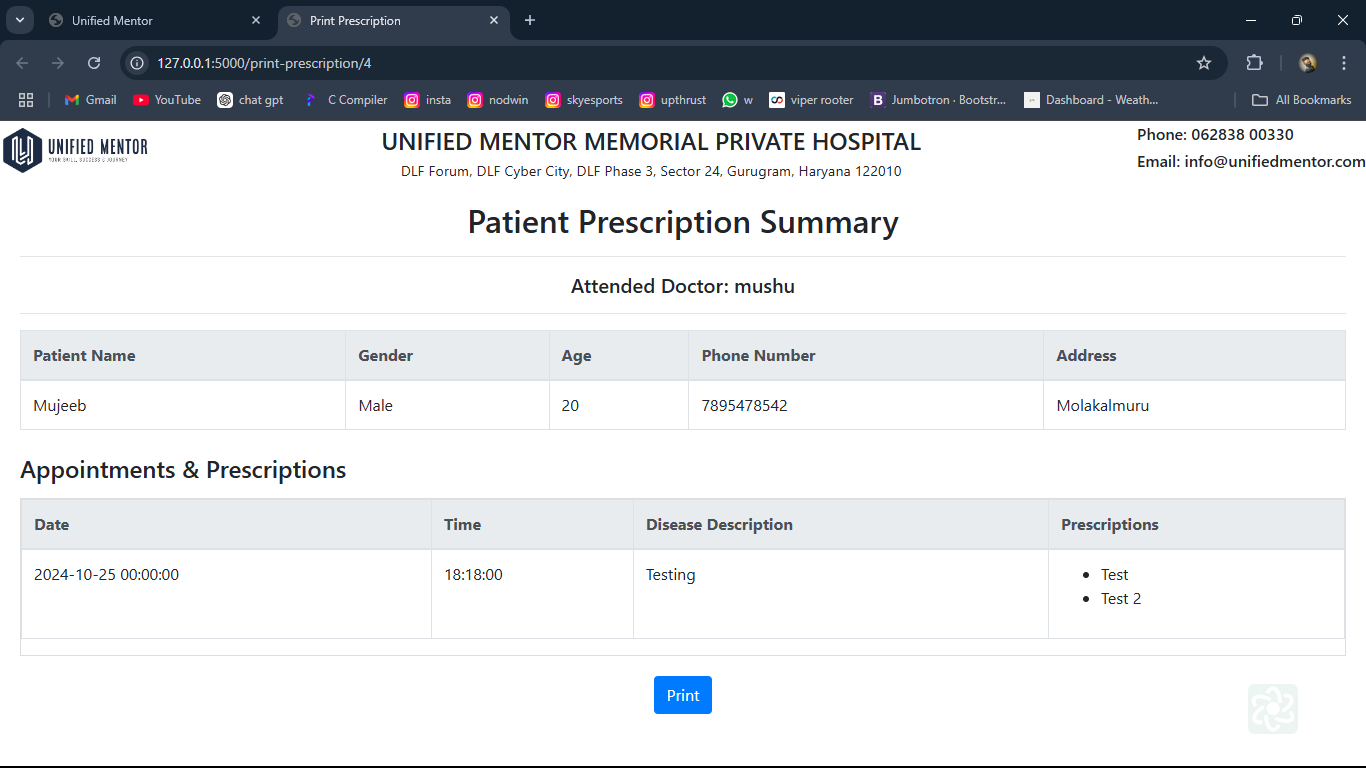 Unified Mentor
Print Prescription
127.0.0.1:5000/print-prescription/4
Gmail YouTube chat gpt C Compiler insta nodwin skyesports upthrust w viper rooter Jumbotron · Bootstr... Dashboard - Weath... All Bookmarks
UNIFIED MENTOR
YOUR SKILL, SUCCESS & JOURNEY
UNIFIED MENTOR MEMORIAL PRIVATE HOSPITAL
DLF Forum, DLF Cyber City, DLF Phase 3, Sector 24, Gurugram, Haryana 122010
Phone: 062838 00330
Email: info@unifiedmentor.com
Patient Prescription Summary
Attended Doctor: mushu
Patient Name Gender Age Phone Number Address
Mujeeb Male 20 7895478542 Molakalmuru
Appointments & Prescriptions
Date Time Disease Description Prescriptions
2024-10-25 00:00:00 18:18:00 Testing • Test
• Test 2
Print